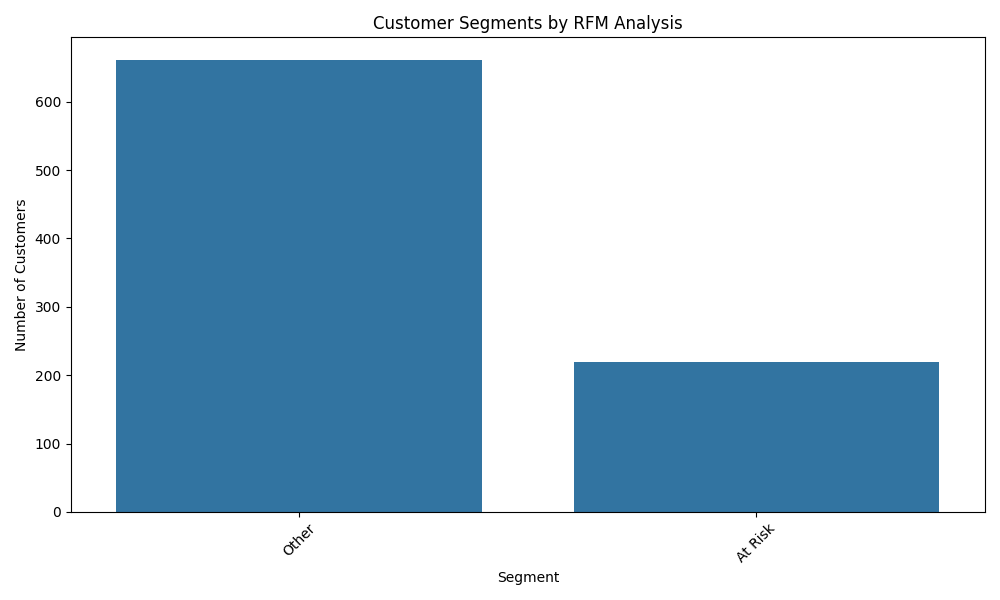 Customer Segments by RFM Analysis
Number of Customers
600
500
400
300
200
100
0
Other
At Risk
Segment